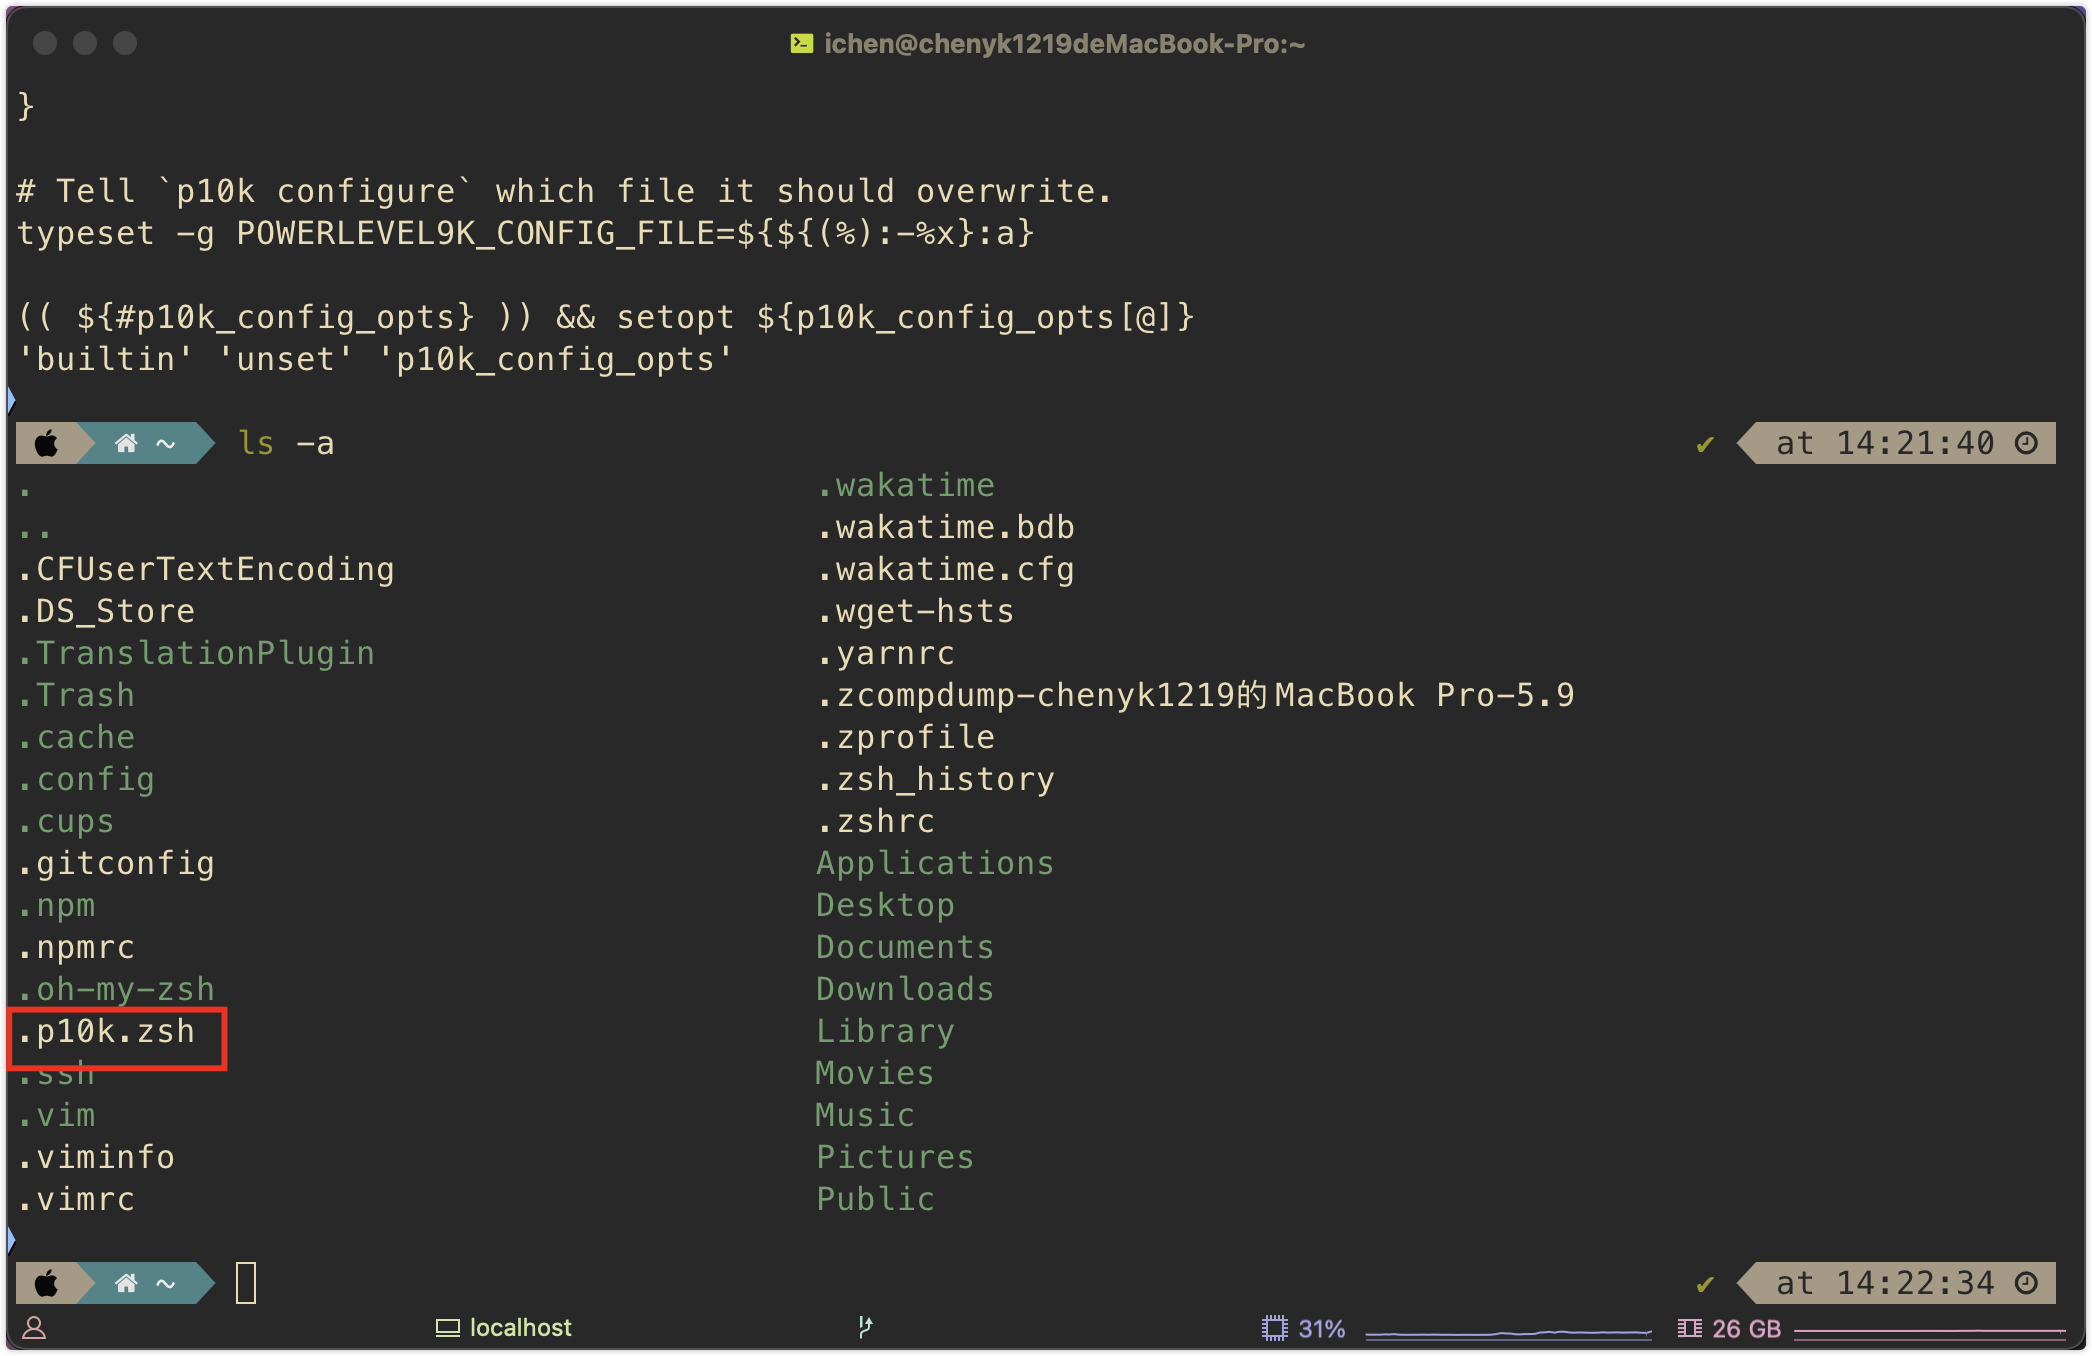 ichen@chenyk1219deMacBook-Pro:~
}
# Tell `p10k configure` which file it should overwrite.
typeset -g POWERLEVEL9K_CONFIG_FILE=${${(%):-%x}:a}
(( ${#p10k_config_opts} )) && setopt ${p10k_config_opts[@]}
'builtin' 'unset' 'p10k_config_opts'
~ ls -a ✔ at 14:21:40
.
..
.CFUserTextEncoding
.DS_Store
.TranslationPlugin
.Trash
.cache
.config
.cups
.gitconfig
.npm
.npmrc
.oh-my-zsh
.p10k.zsh
.ssh
.vim
.viminfo
.vimrc
.wakatime
.wakatime.bdb
.wakatime.cfg
.wget-hsts
.yarnrc
.zcompdump-chenyk1219的MacBook Pro-5.9
.zprofile
.zsh_history
.zshrc
Applications
Desktop
Documents
Downloads
Library
Movies
Music
Pictures
Public
~ ✔ at 14:22:34
localhost 31% 26 GB